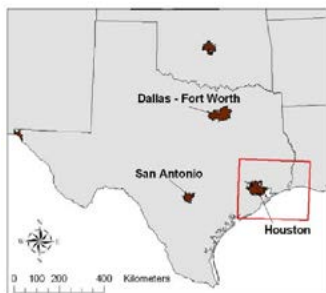 Dallas - Fort Worth
San Antonio
Houston
N
W E
S
0 100 200 400 Kilometers